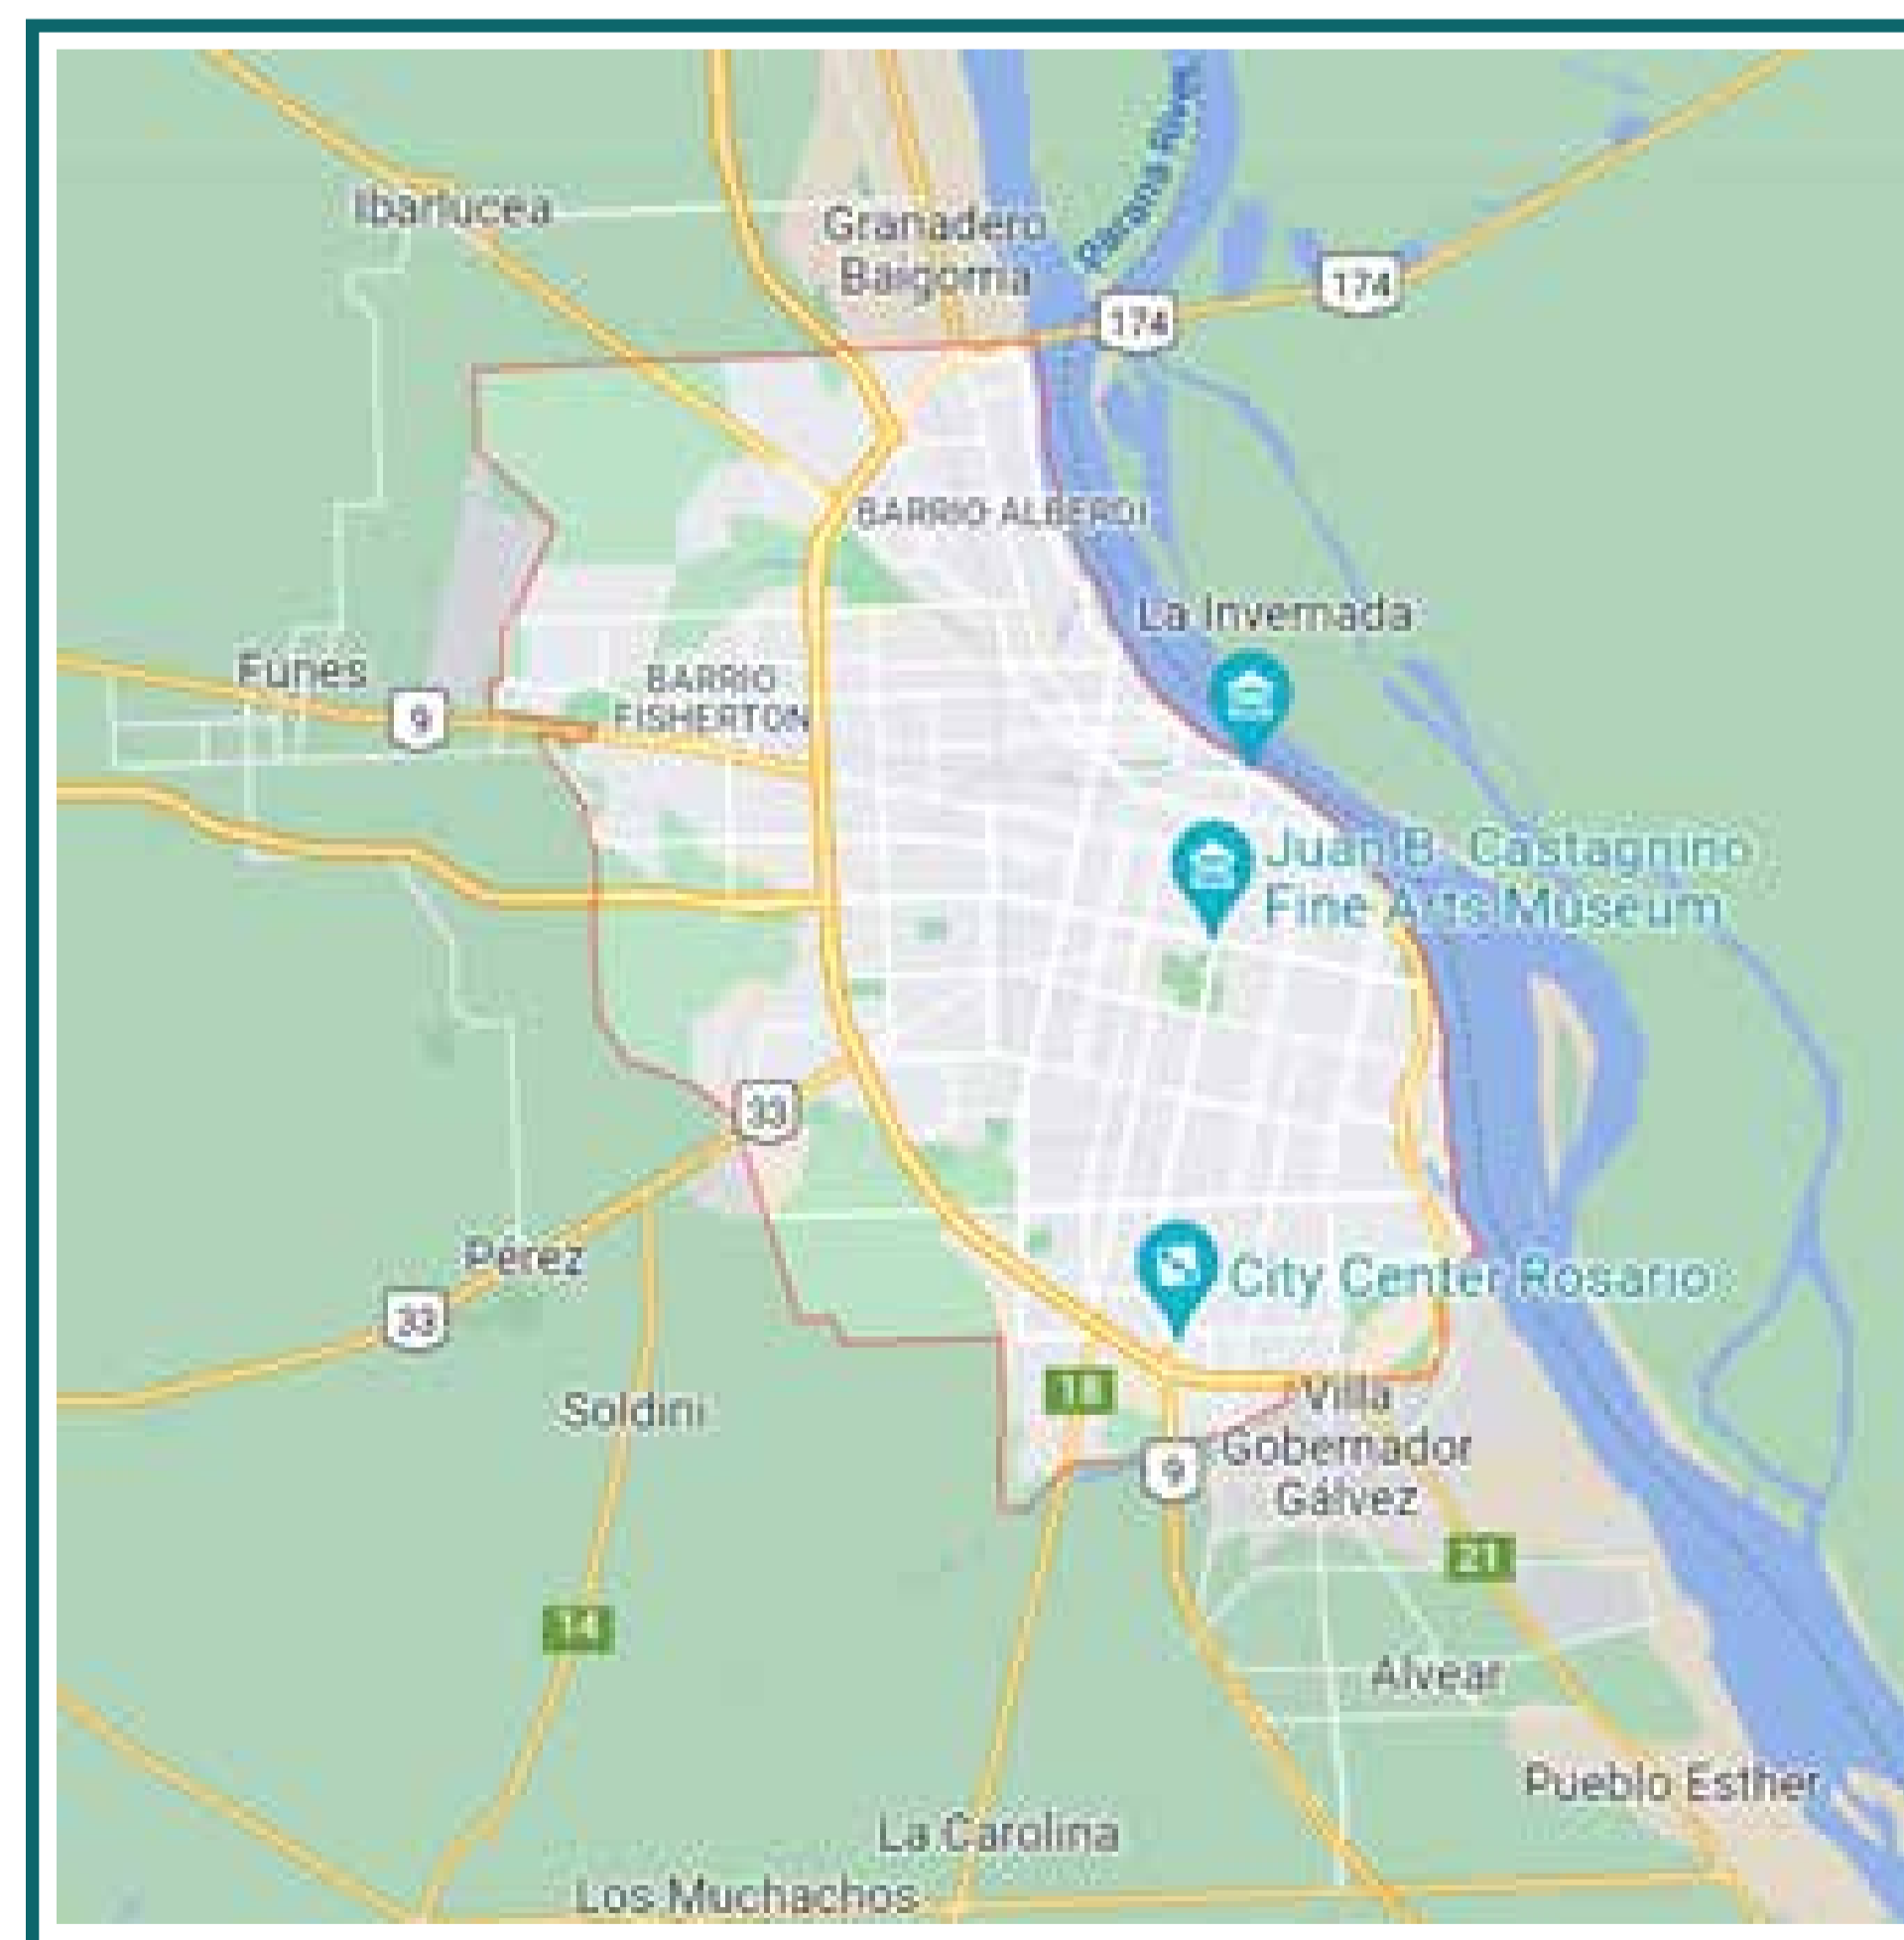 Paraná River
Ibarlucea
Granadero
Baigorria
174
174
BARRIO ALBERDI
La Invernada
Funes
9
BARRIO
FISHERTON
Juan B. Castagnino
Fine Arts Museum
33
Pérez
33
City Center Rosario
Soldini
18
Villa
Gobernador
Gálvez
9
21
14
Alvear
Pueblo Esther
La Carolina
Los Muchachos